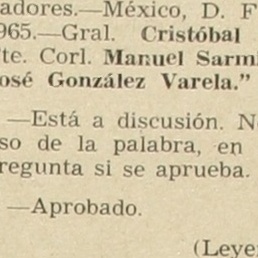 adores.—México, D. F
965.—Gral. Cristóbal
te. Corl. Manuel Sarm
osé González Varela.”
—Está a discusión. N
so de la palabra, en
regunta si se aprueba.
—Aprobado.
(Leye